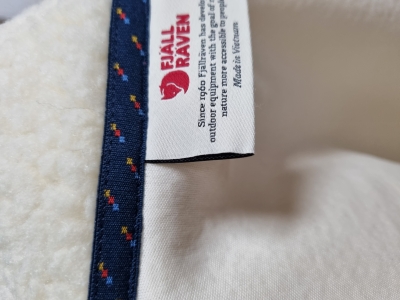 FJÄLL
RÄVEN
Since 1960 Fjällräven has
outdoor equipment with the goal of
nature more accessible to
Made in Vietnam